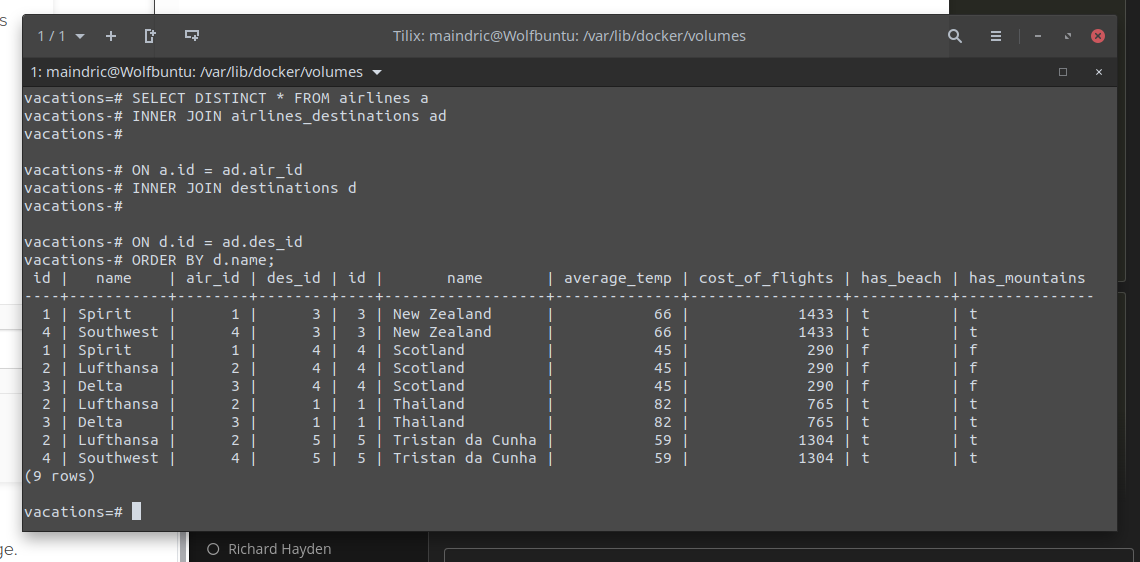 s
1 / 1
Tilix: maindric@Wolfbuntu: /var/lib/docker/volumes
1: maindric@Wolfbuntu: /var/lib/docker/volumes
vacations=# SELECT DISTINCT * FROM airlines a
vacations-# INNER JOIN airlines_destinations ad
vacations-#
vacations-# ON a.id = ad.air_id
vacations-# INNER JOIN destinations d
vacations-#
vacations-# ON d.id = ad.des_id
vacations-# ORDER BY d.name;
 id |   name    | air_id | des_id | id |       name       | average_temp | cost_of_flights | has_beach | has_mountains
----+-----------+--------+--------+----+------------------+--------------+-----------------+-----------+---------------
  1 | Spirit    |      1 |      3 |  3 | New Zealand      |           66 |            1433 | t         | t
  4 | Southwest |      4 |      3 |  3 | New Zealand      |           66 |            1433 | t         | t
  1 | Spirit    |      1 |      4 |  4 | Scotland         |           45 |             290 | f         | f
  2 | Lufthansa |      2 |      4 |  4 | Scotland         |           45 |             290 | f         | f
  3 | Delta     |      3 |      4 |  4 | Scotland         |           45 |             290 | f         | f
  2 | Lufthansa |      2 |      1 |  1 | Thailand         |           82 |             765 | t         | t
  3 | Delta     |      3 |      1 |  1 | Thailand         |           82 |             765 | t         | t
  2 | Lufthansa |      2 |      5 |  5 | Tristan da Cunha |           59 |            1304 | t         | t
  4 | Southwest |      4 |      5 |  5 | Tristan da Cunha |           59 |            1304 | t         | t
(9 rows)
vacations=#
ge.
Richard Hayden